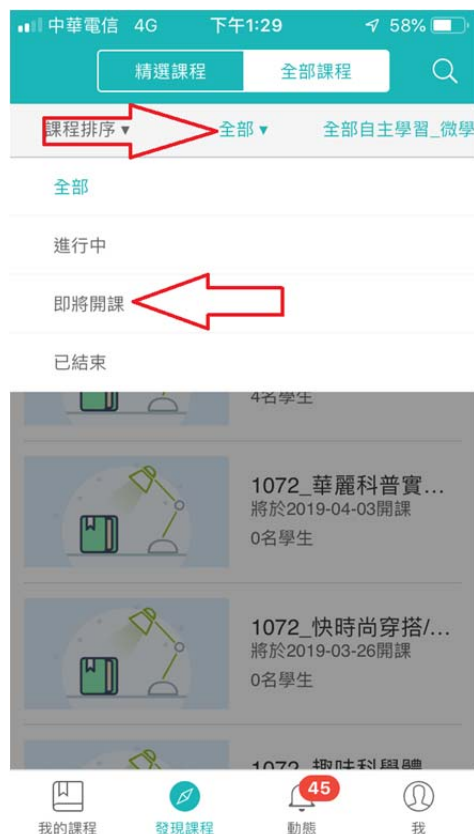 中華電信 4G 下午1:29 58%
精選課程 全部課程
課程排序 ▾ 全部 ▾ 全部自主學習_微學
全部
進行中
即將開課
已結束
4名學生
1072_華麗科普實...
將於2019-04-03開課
0名學生
1072_快時尚穿搭/...
將於2019-03-26開課
0名學生
1072_趣味科學體
45
我的課程 發現課程 動態 我